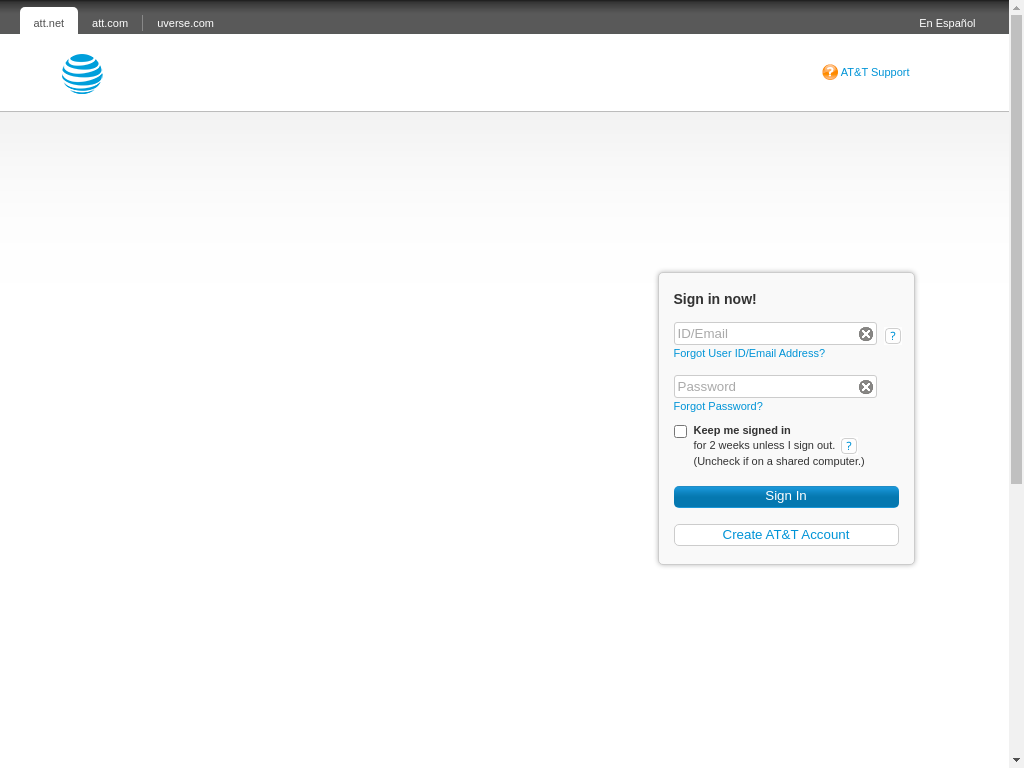 att.net att.com uverse.com En Español
? AT&T Support
Sign in now!
ID/Email ?
Forgot User ID/Email Address?
Password
Forgot Password?
Keep me signed in
for 2 weeks unless I sign out. ?
(Uncheck if on a shared computer.)
Sign In
Create AT&T Account